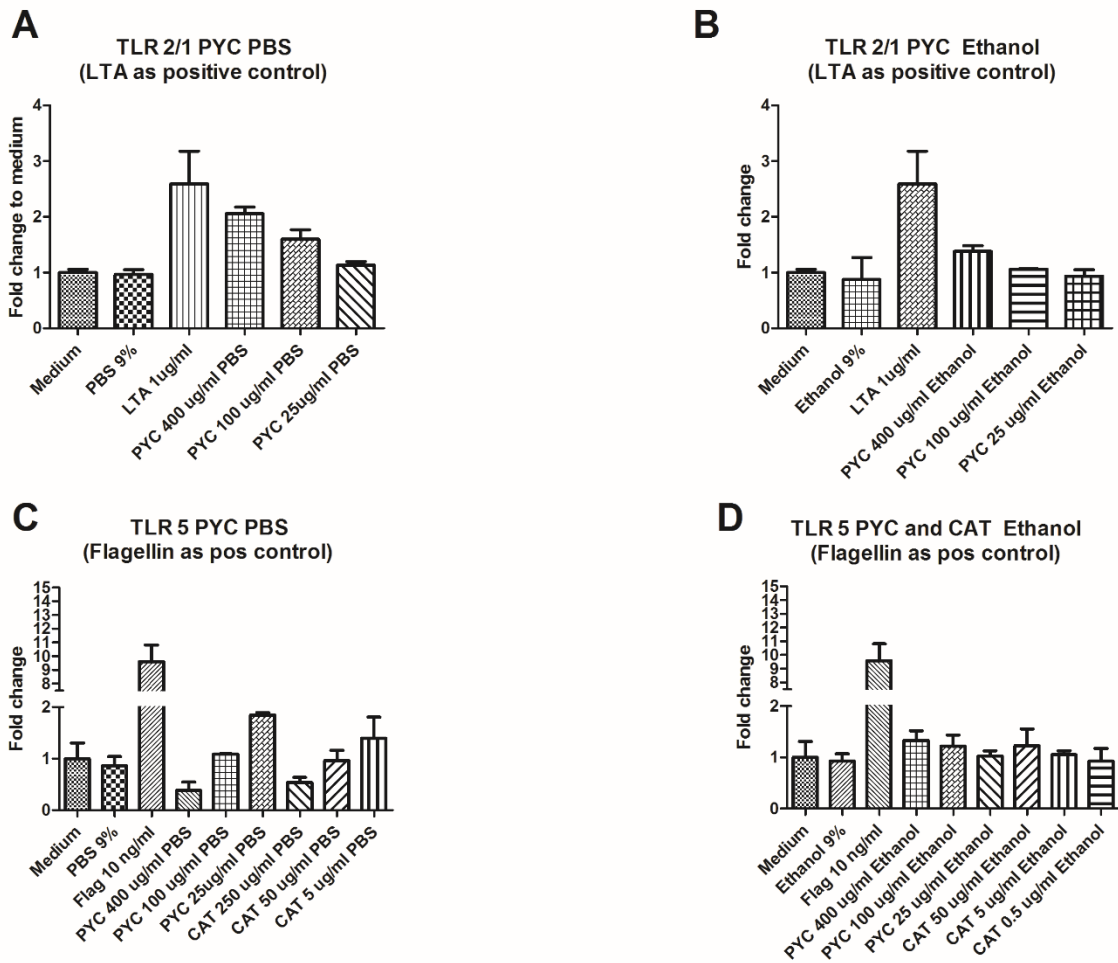 A
TLR 2/1 PYC PBS
(LTA as positive control)
Fold change to medium
4
3
2
1
0
Medium
PBS 9%
LTA 1ug/ml
PYC 400 ug/ml PBS
PYC 100 ug/ml PBS
PYC 25ug/ml PBS
B
TLR 2/1 PYC Ethanol
(LTA as positive control)
Fold change
4
3
2
1
0
Medium
Ethanol 9%
LTA 1ug/ml
PYC 400 ug/ml Ethanol
PYC 100 ug/ml Ethanol
PYC 25 ug/ml Ethanol
C
TLR 5 PYC PBS
(Flagellin as pos control)
Fold change
15
14
13
12
11
10
9
8
2
1
0
Medium
PBS 9%
Flag 10 ng/ml
PYC 400 ug/ml PBS
PYC 100 ug/ml PBS
PYC 25ug/ml PBS
CAT 250 ug/ml PBS
CAT 50 ug/ml PBS
CAT 5 ug/ml PBS
D
TLR 5 PYC and CAT Ethanol
(Flagellin as pos control)
Fold change
15
14
13
12
11
10
9
8
2
1
0
Medium
Ethanol 9%
Flag 10 ng/ml
PYC 400 ug/ml Ethanol
PYC 100 ug/ml Ethanol
PYC 25 ug/ml Ethanol
CAT 50 ug/ml Ethanol
CAT 5 ug/ml Ethanol
CAT 0.5 ug/ml Ethanol